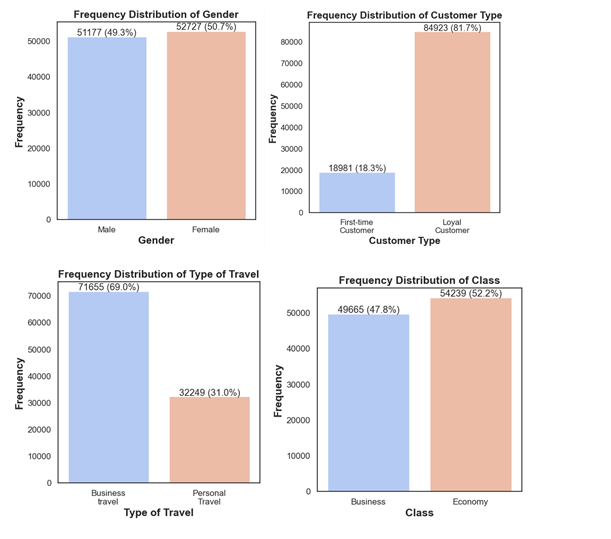 Frequency Distribution of Gender
51177 (49.3%)
52727 (50.7%)
50000
40000
30000
20000
10000
0
Frequency
Male
Female
Gender
Frequency Distribution of Customer Type
84923 (81.7%)
80000
70000
60000
50000
40000
30000
20000
10000
0
Frequency
18981 (18.3%)
First-time
Customer
Loyal
Customer
Customer Type
Frequency Distribution of Type of Travel
71655 (69.0%)
70000
60000
50000
40000
30000
20000
10000
0
Frequency
32249 (31.0%)
Business
travel
Personal
Travel
Type of Travel
Frequency Distribution of Class
54239 (52.2%)
49665 (47.8%)
50000
40000
30000
20000
10000
0
Frequency
Business
Economy
Class